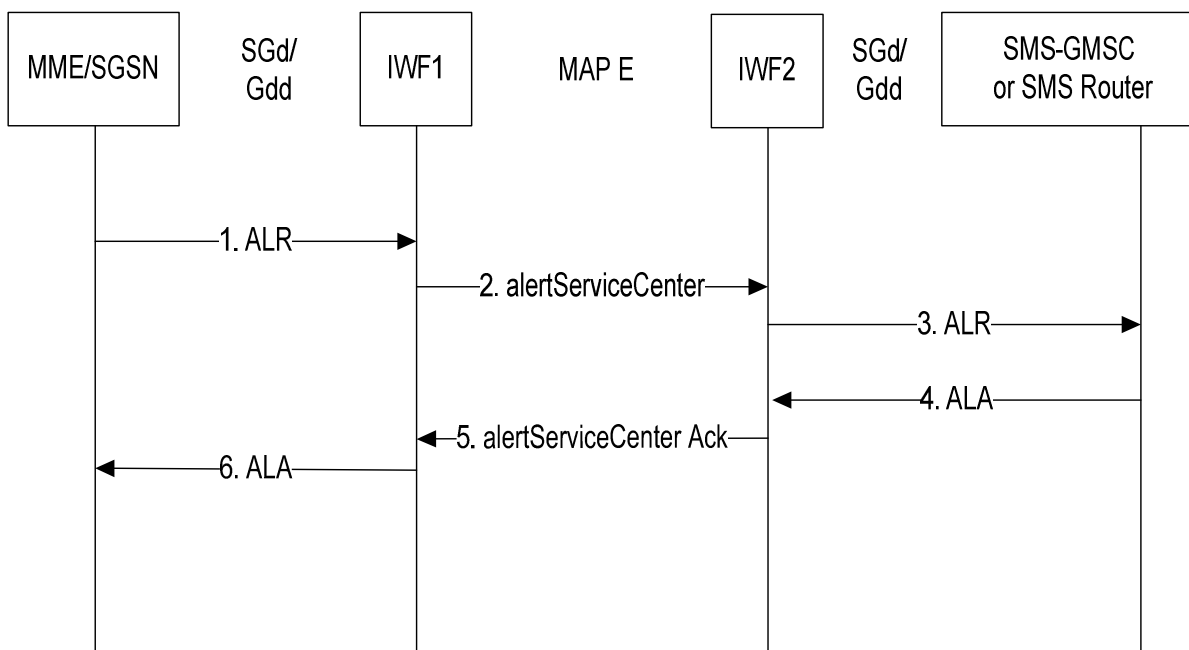 MME/SGSN
SGd/
Gdd
IWF1
MAP E
IWF2
SGd/
Gdd
SMS-GMSC
or SMS Router
1. ALR
2. alertServiceCenter
3. ALR
4. ALA
5. alertServiceCenter Ack
6. ALA